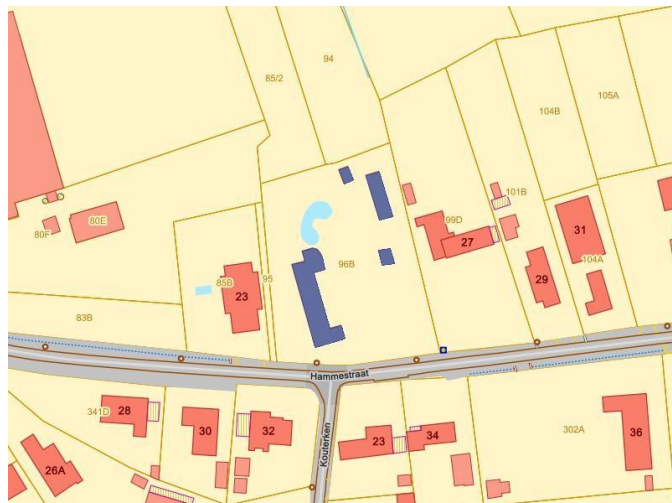 94
85/2
105A
104B
101B
80E
99D
80F
27
31
96B
104A
95
85B
29
23
83B
Hammestraat
341D
28
30
32
Kouterken
23
34
302A
36
26A